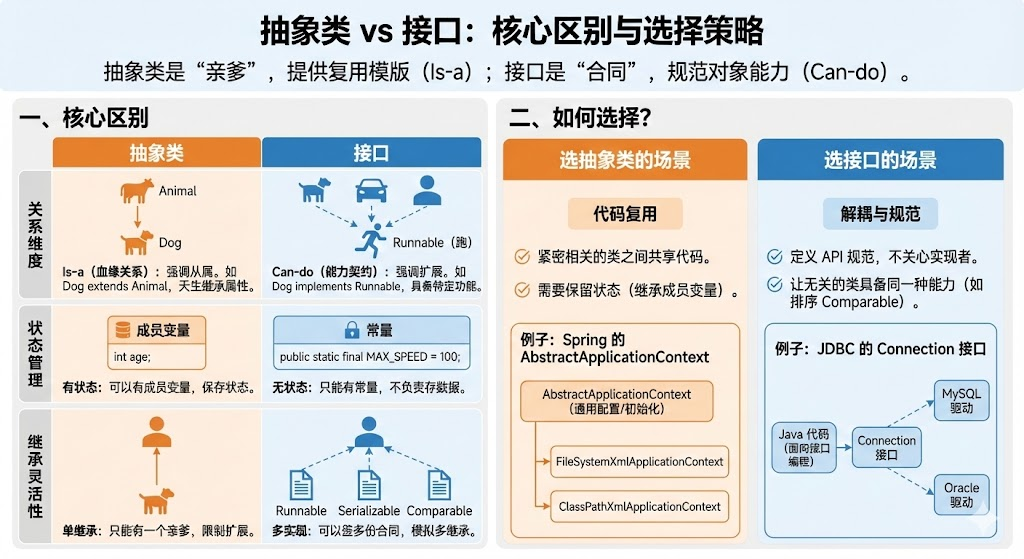 抽象类 vs 接口：核心区别与选择策略
抽象类是“亲爹”，提供复用模版（Is-a）；接口是“合同”，规范对象能力（Can-do）。
一、核心区别
抽象类
接口
关系维度
Animal
Dog
Is-a（血缘关系）：强调从属。如
Dog extends Animal，天生继承属性。
Runnable（跑）
Can-do（能力契约）：强调扩展。如
Dog implements Runnable，具备特定功能。
状态管理
成员变量
int age;
有状态：可以有成员变量，保存状态。
常量
public static final MAX_SPEED = 100;
无状态：只能有常量，不负责存数据。
继承灵活性
单继承：只能有一个亲爹，限制扩展。
Runnable
Serializable
Comparable
多实现：可以签多份合同，模拟多继承。
二、如何选择？
选抽象类的场景
代码复用
紧密相关的类之间共享代码。
需要保留状态（继承成员变量）。
例子：Spring 的
AbstractApplicationContext
AbstractApplicationContext
（通用配置/初始化）
FileSystemXmlApplicationContext
ClassPathXmlApplicationContext
选接口的场景
解耦与规范
定义 API 规范，不关心实现者。
让无关的类具备同一种能力（如
排序 Comparable）。
例子：JDBC 的 Connection 接口
Java 代码
（面向接口
编程）
Connection
接口
MySQL
驱动
Oracle
驱动